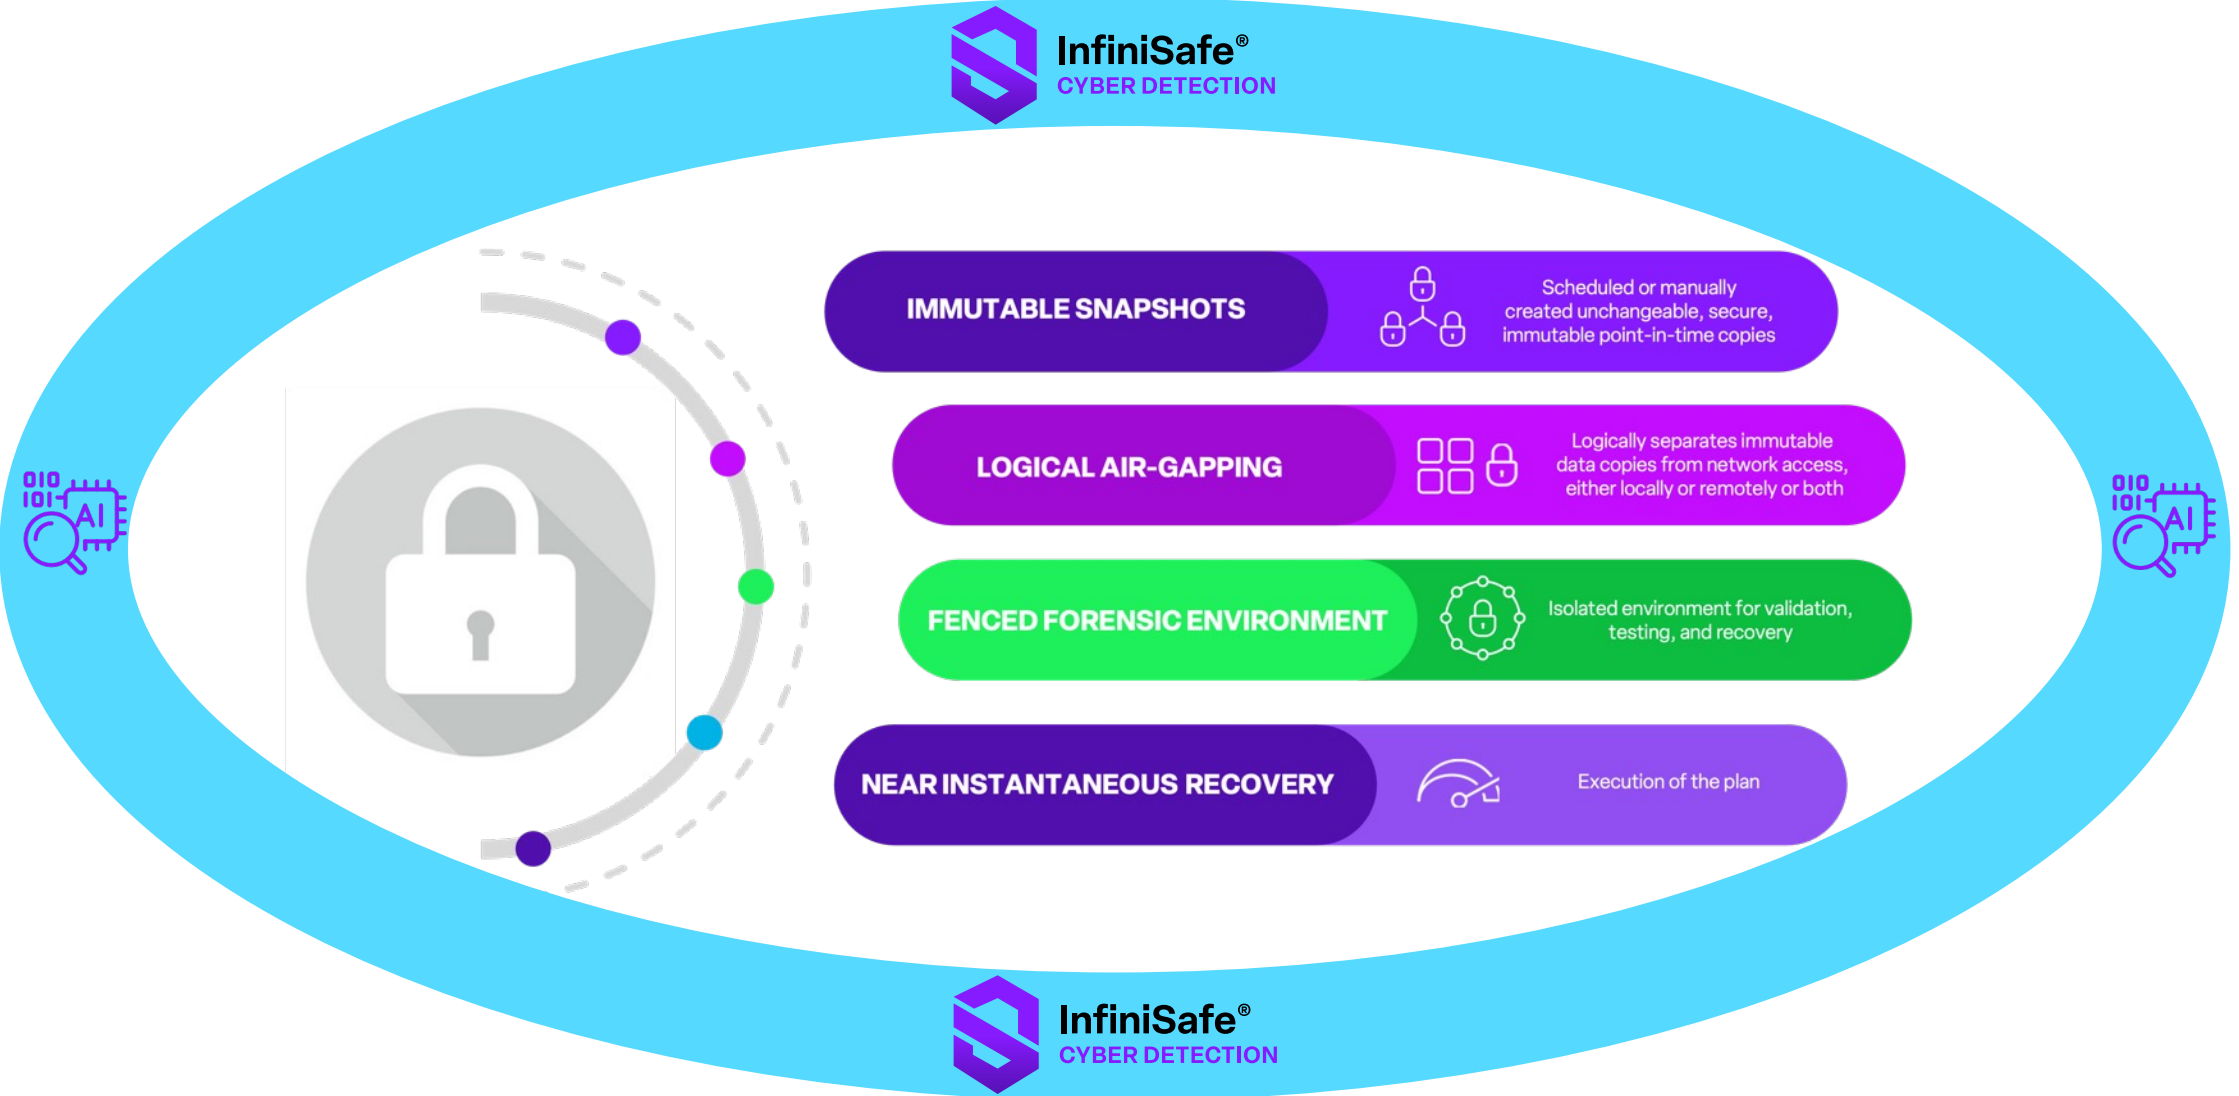 InfiniSafe®
CYBER DETECTION
IMMUTABLE SNAPSHOTS
Scheduled or manually
created unchangeable, secure,
immutable point-in-time copies
LOGICAL AIR-GAPPING
Logically separates immutable
data copies from network access,
either locally or remotely or both
010
101
AI
010
101
AI
FENCED FORENSIC ENVIRONMENT
Isolated environment for validation,
testing, and recovery
NEAR INSTANTANEOUS RECOVERY
Execution of the plan
InfiniSafe®
CYBER DETECTION